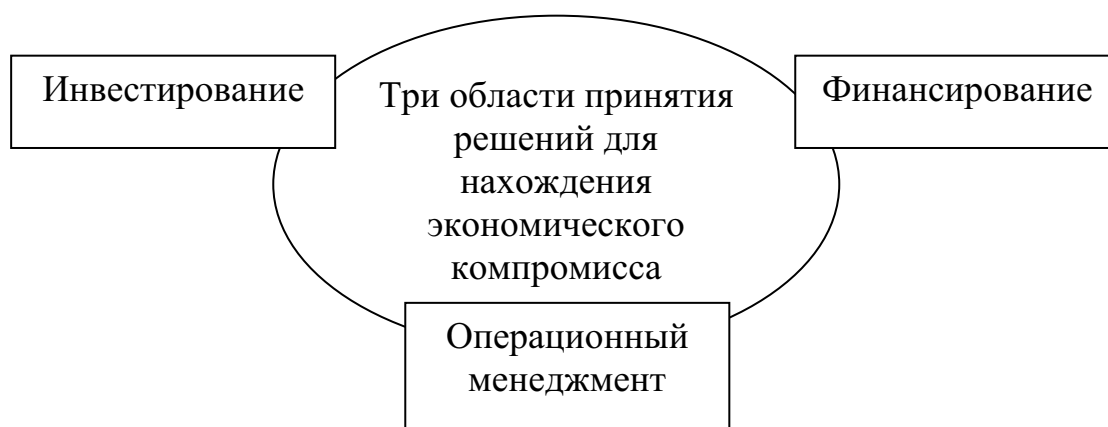 Инвестирование
Три области принятия
решений для
нахождения
экономического
компромисса
Финансирование
Операционный
менеджмент